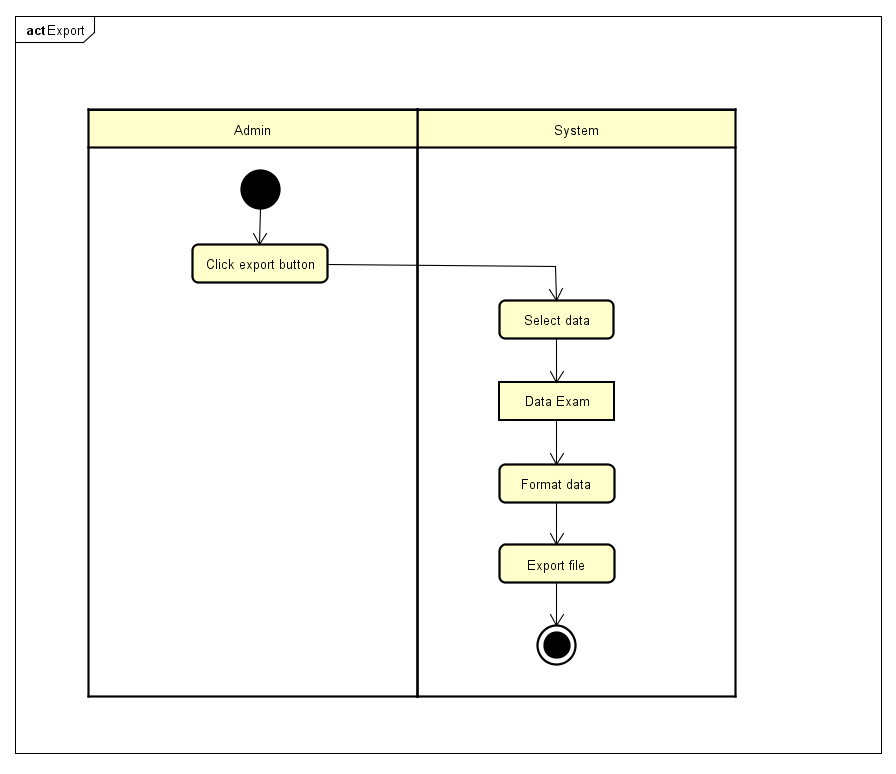 act Export
Admin
System
Click export button
Select data
Data Exam
Format data
Export file